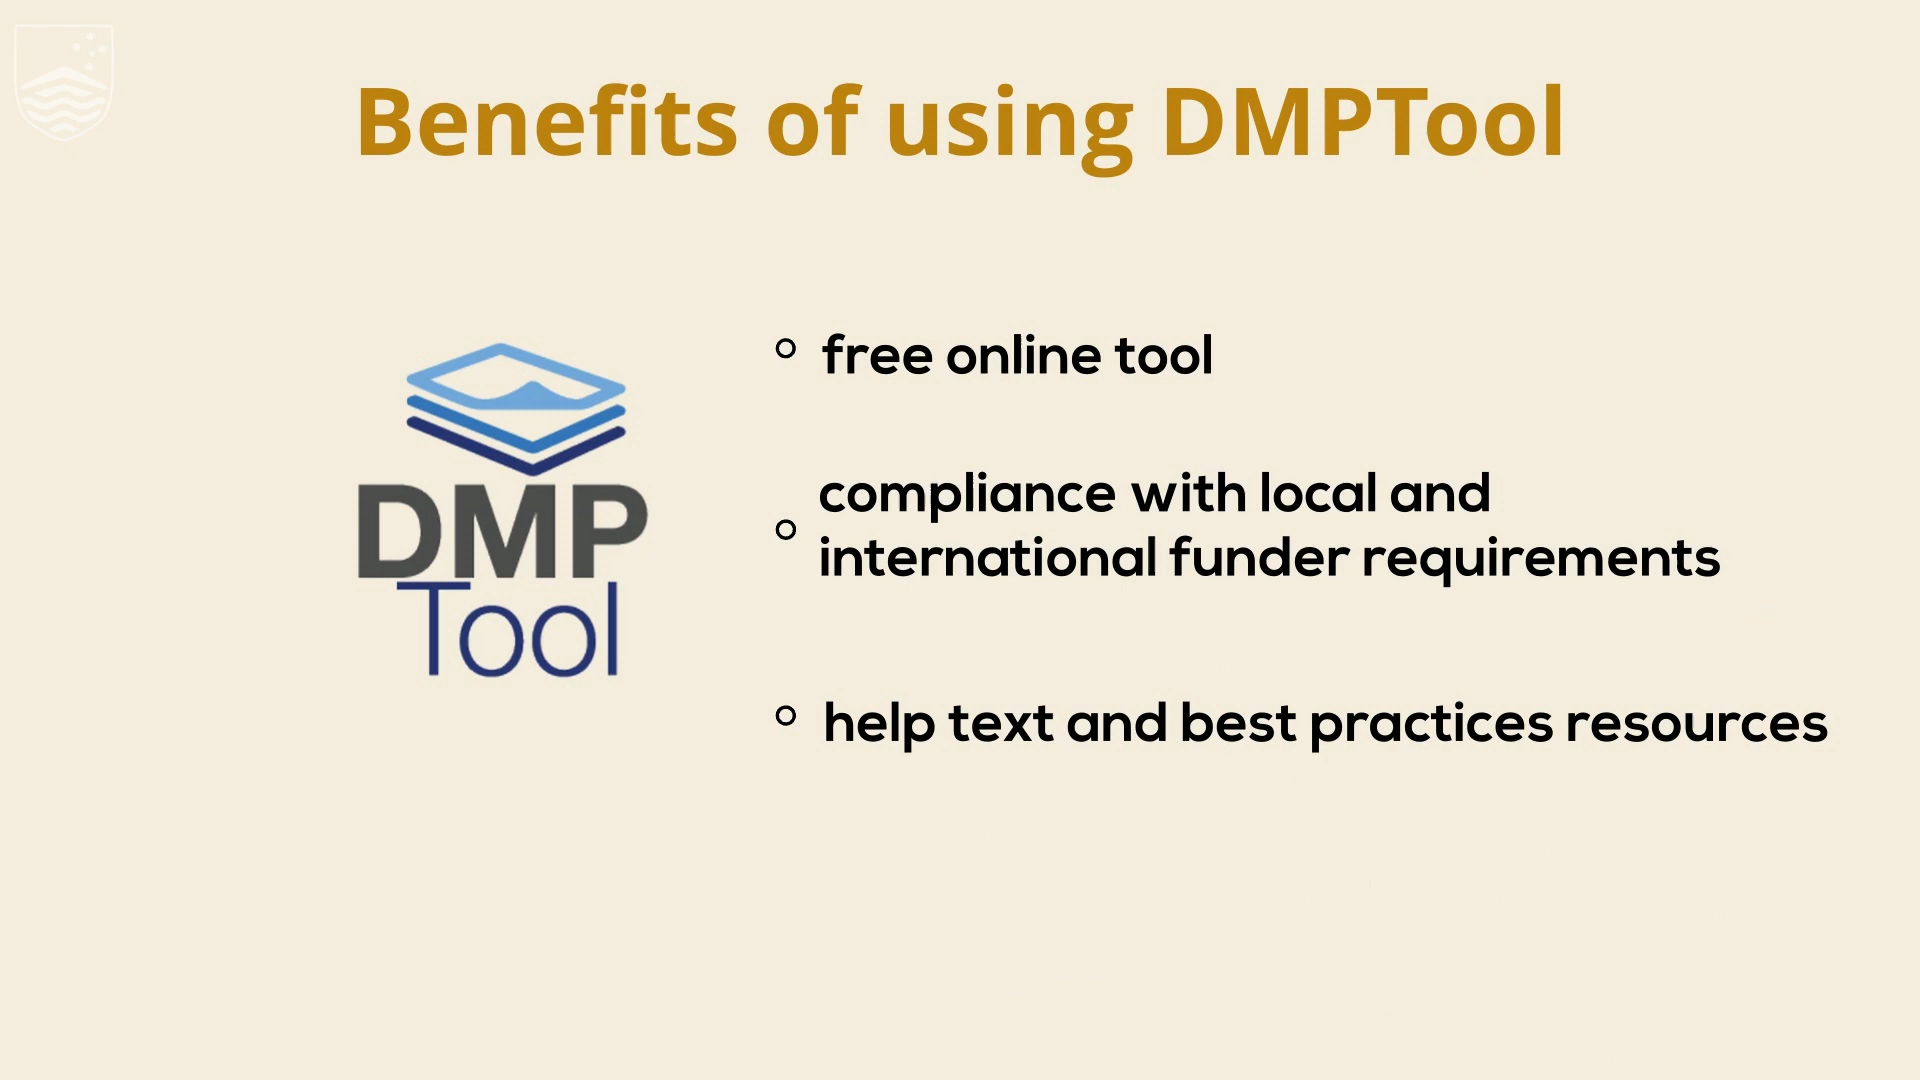 Benefits of using DMPTool
DMP
Tool
free online tool
compliance with local and
international funder requirements
help text and best practices resources